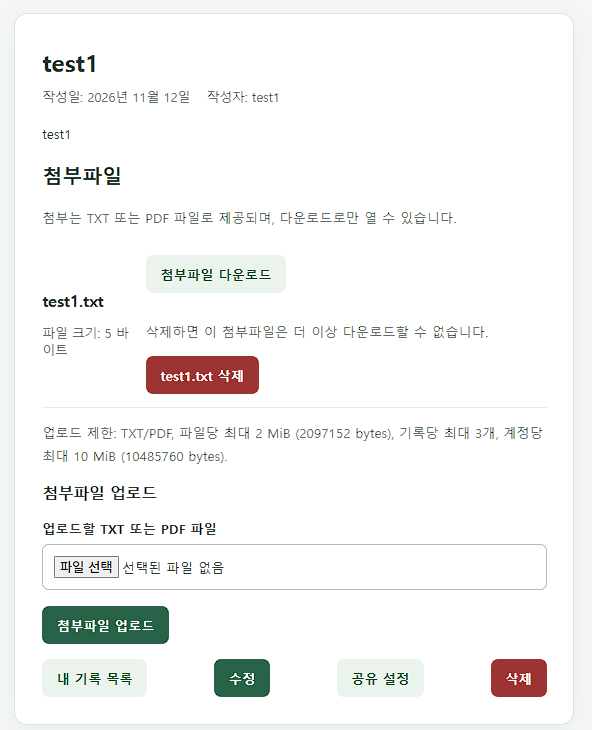 test1
작성일: 2026년 11월 12일 작성자: test1
test1
첨부파일
첨부는 TXT 또는 PDF 파일로 제공되며, 다운로드로만 열 수 있습니다.
첨부파일 다운로드
test1.txt
파일 크기: 5 바
이트
삭제하면 이 첨부파일은 더 이상 다운로드할 수 없습니다.
test1.txt 삭제
업로드 제한: TXT/PDF, 파일당 최대 2 MiB (2097152 bytes), 기록당 최대 3개, 계정당
최대 10 MiB (10485760 bytes).
첨부파일 업로드
업로드할 TXT 또는 PDF 파일
파일 선택 선택된 파일 없음
첨부파일 업로드
내 기록 목록 수정 공유 설정 삭제